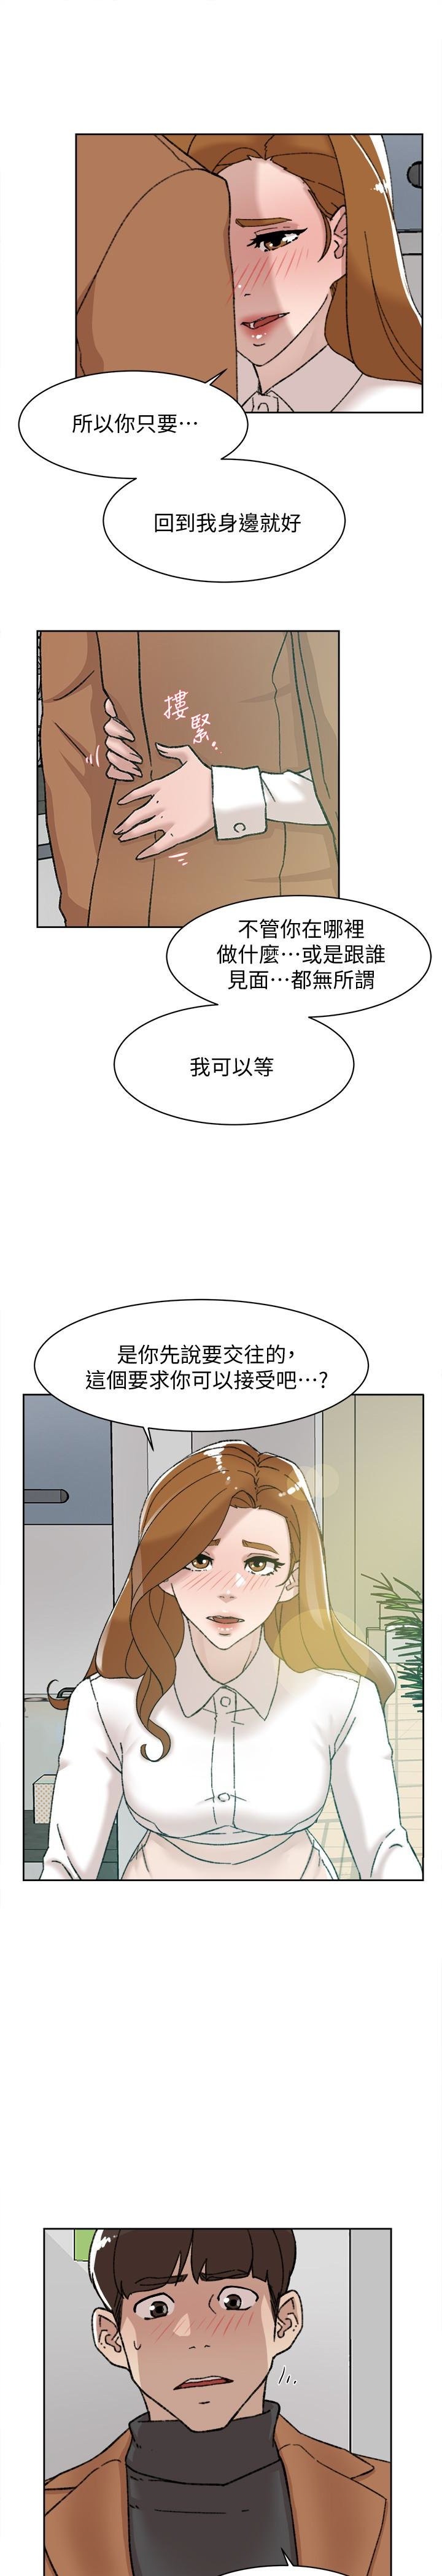 所以你只要…
回到我身邊就好
摟緊
不管你在哪裡
做什麼…或是跟誰
見面…都無所謂
我可以等
是你先說要交往的,
這個要求你可以接受吧…?